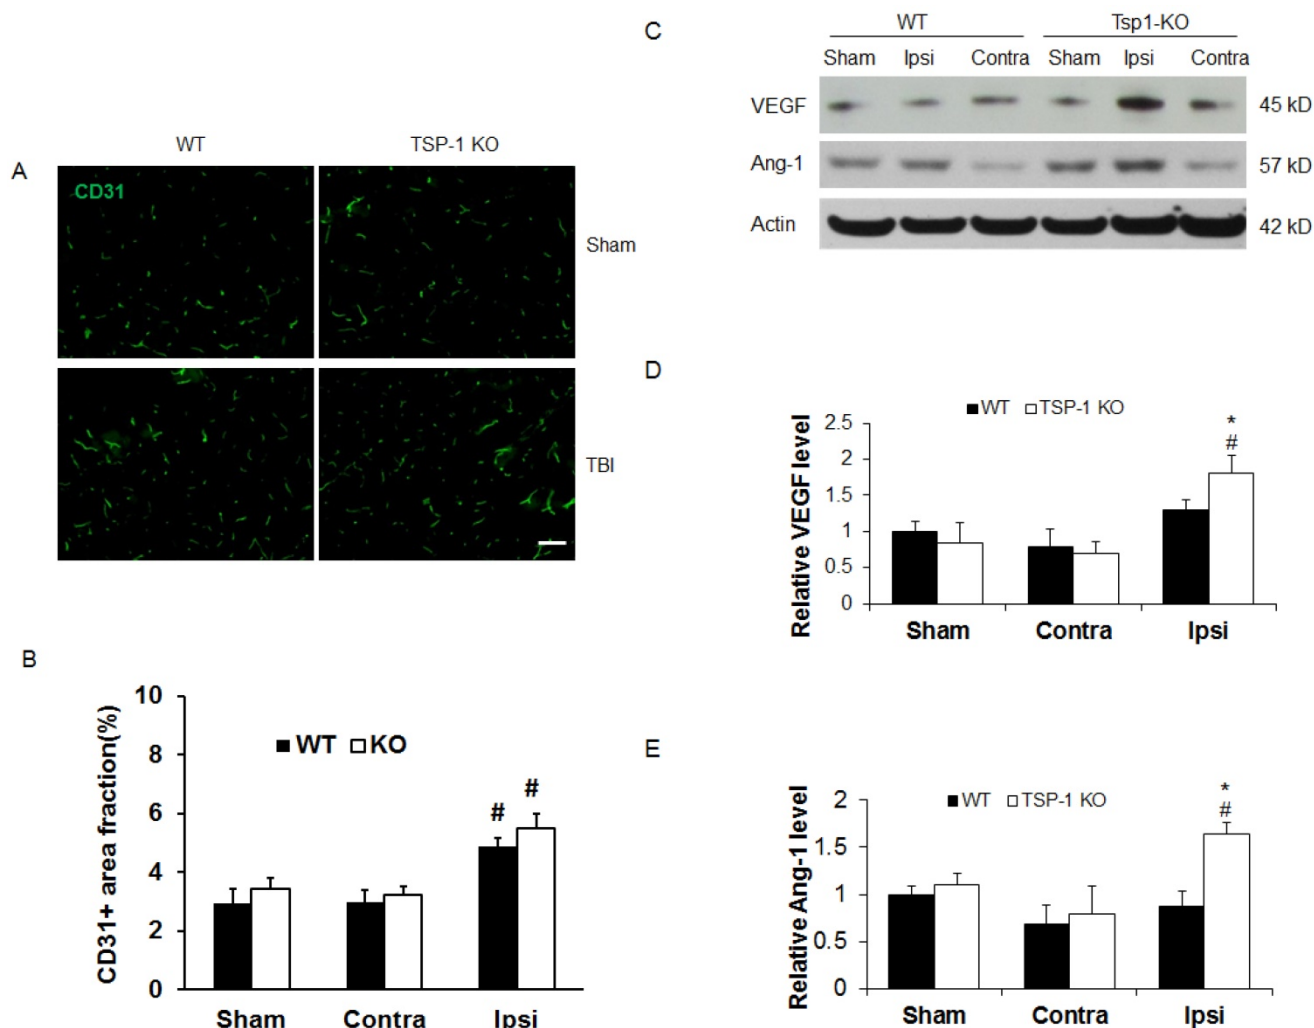 A
WT
TSP-1 KO
CD31
Sham
TBI
B
CD31+ area fraction(%)
10
8
6
4
2
0
WT
KO
#
#
Sham
Contra
Ipsi
C
WT
Tsp1-KO
Sham
Ipsi
Contra
Sham
Ipsi
Contra
VEGF
45 kD
Ang-1
57 kD
Actin
42 kD
D
Relative VEGF level
WT
TSP-1 KO
2.5
2
1.5
1
0.5
0
*
#
Sham
Contra
Ipsi
E
Relative Ang-1 level
WT
TSP-1 KO
2
1.5
1
0.5
0
*
#
Sham
Contra
Ipsi